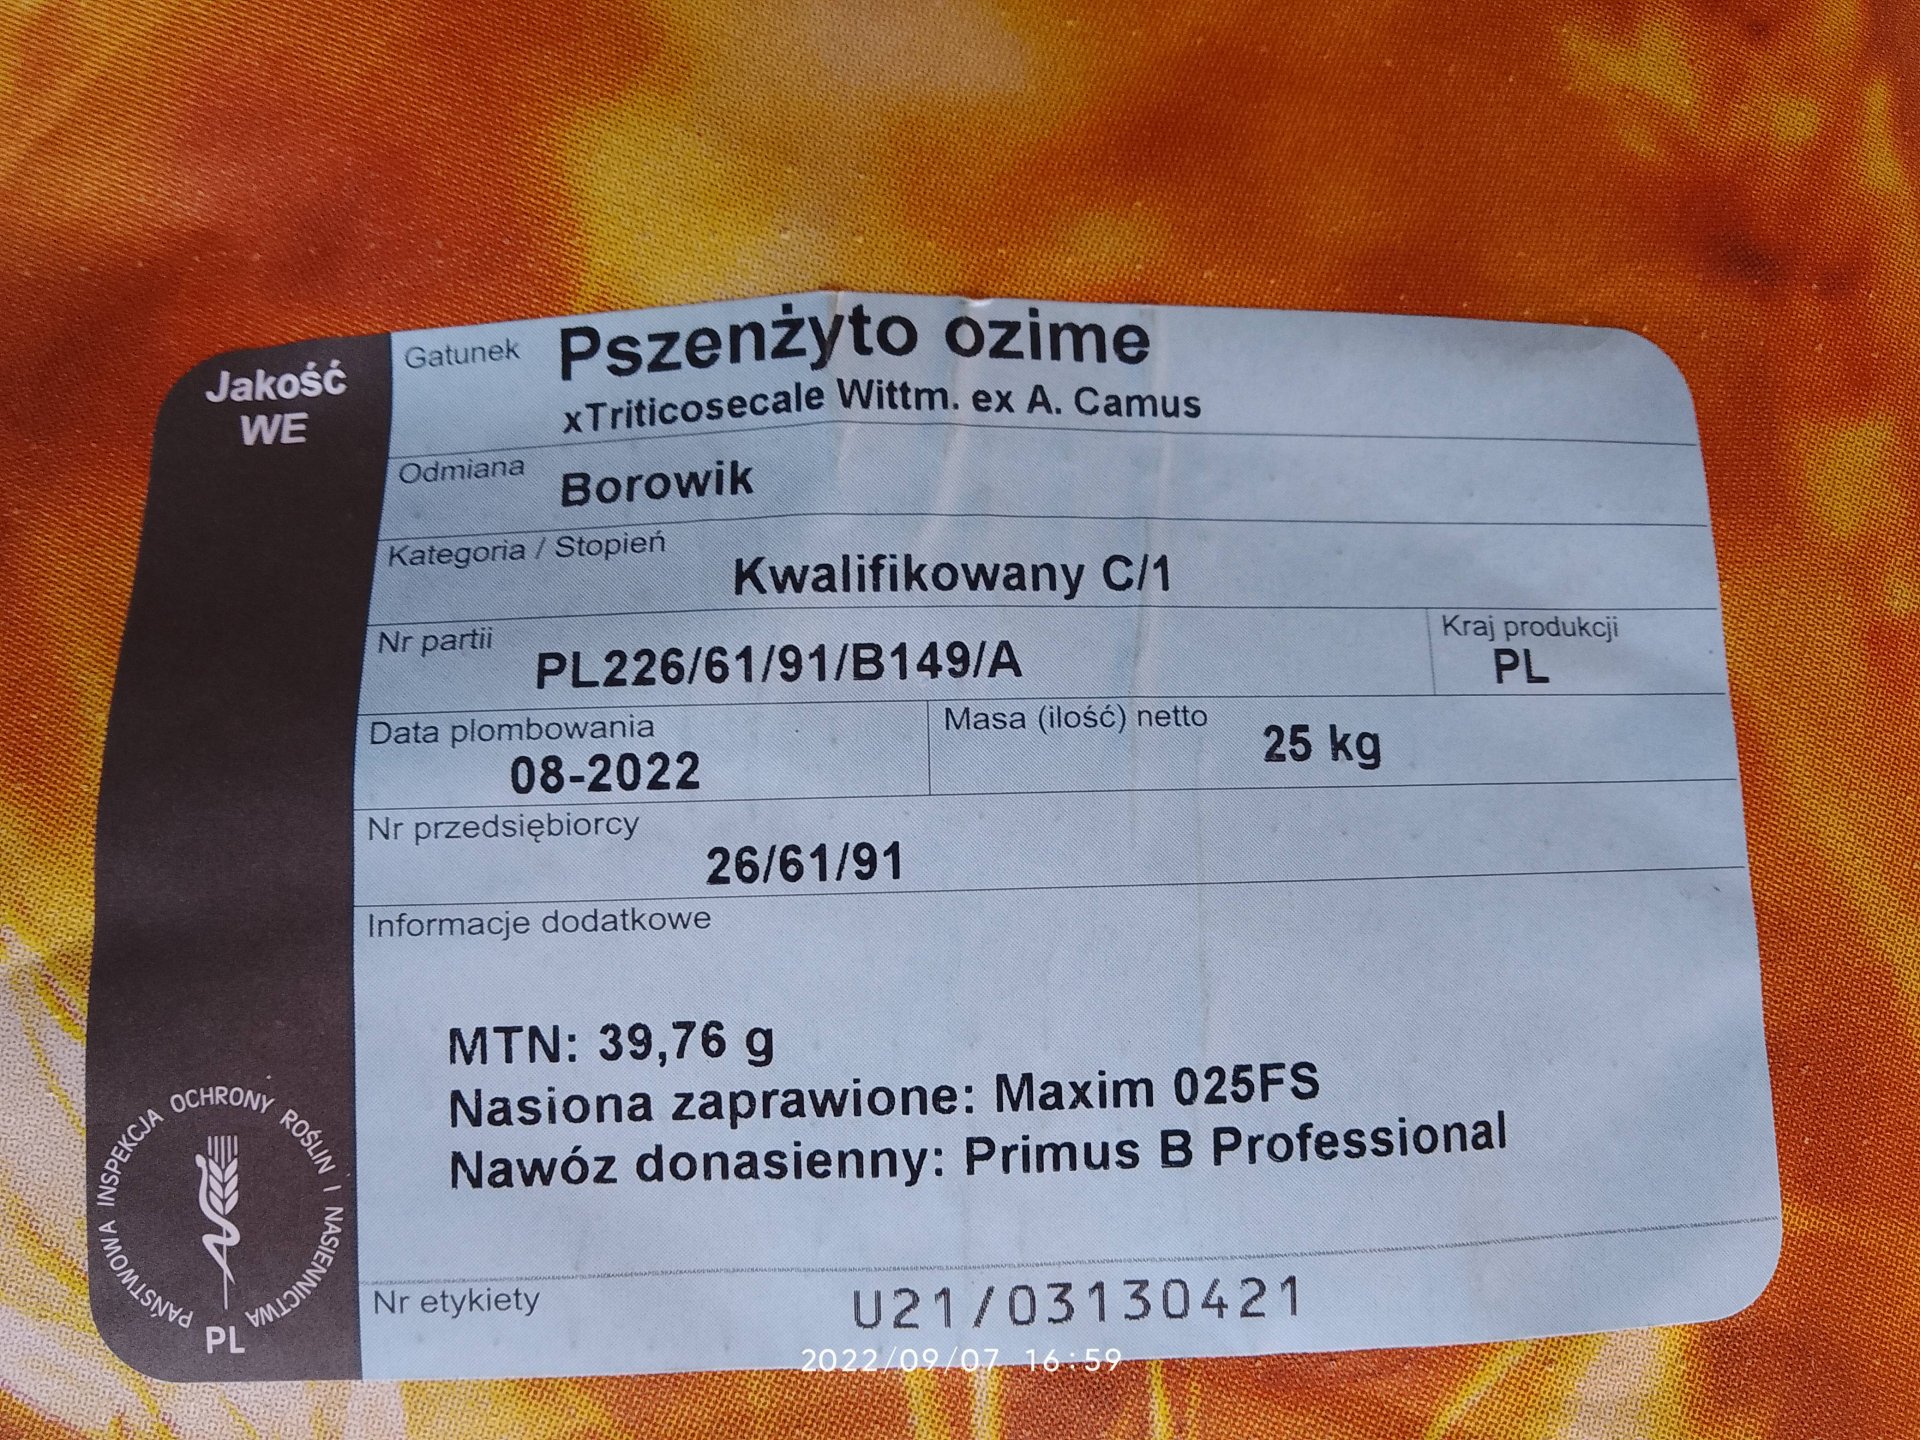 Jakość
WE
Gatunek Pszenżyto ozime
xTriticosecale Wittm. ex A. Camus
Odmiana Borowik
Kategoria / Stopień
Kwalifikowany C/1
Nr partii PL226/61/91/B149/A
Kraj produkcji
PL
Data plombowania
08-2022
Masa (ilość) netto 25 kg
Nr przedsiębiorcy
26/61/91
Informacje dodatkowe
MTN: 39,76 g
Nasiona zaprawione: Maxim 025FS
Nawóz donasienny: Primus B Professional
PAŃSTWOWA INSPEKCJA OCHRONY ROŚLIN I NASIENNICTWA
PL
Nr etykiety U21/03130421
2022/09/07 16:59